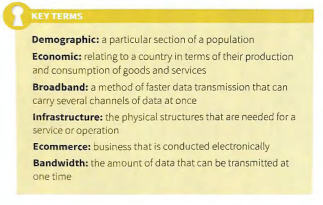 KEY TERMS
Demographic: a particular section of a population
Economic: relating to a country in terms of their production
and consumption of goods and services
Broadband: a method of faster data transmission that can
carry several channels of data at once
Infrastructure: the physical structures that are needed for a
service or operation
Ecommerce: business that is conducted electronically
Bandwidth: the amount of data that can be transmitted at
one time